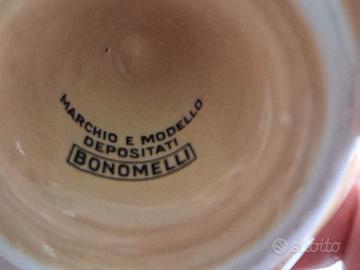 MARCHIO E MODELLO
DEPOSITATI
BONOMELLI
subito